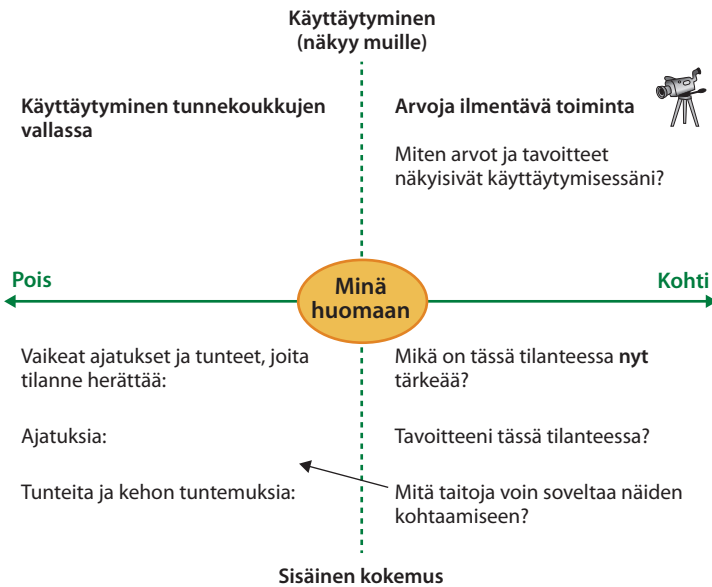 Käyttäytyminen
(näkyy muille)
Käyttäytyminen tunnekoukkujen
vallassa
Arvoja ilmentävä toiminta
Miten arvot ja tavoitteet
näkyisivät käyttäytymisessäni?
Pois
Minä
huomaan
Kohti
Vaikeat ajatukset ja tunteet, joita
tilanne herättää:
Ajatuksia:
Tunteita ja kehon tuntemuksia:
Mikä on tässä tilanteessa nyt
tärkeää?
Tavoitteeni tässä tilanteessa?
Mitä taitoja voin soveltaa näiden
kohtaamiseen?
Sisäinen kokemus